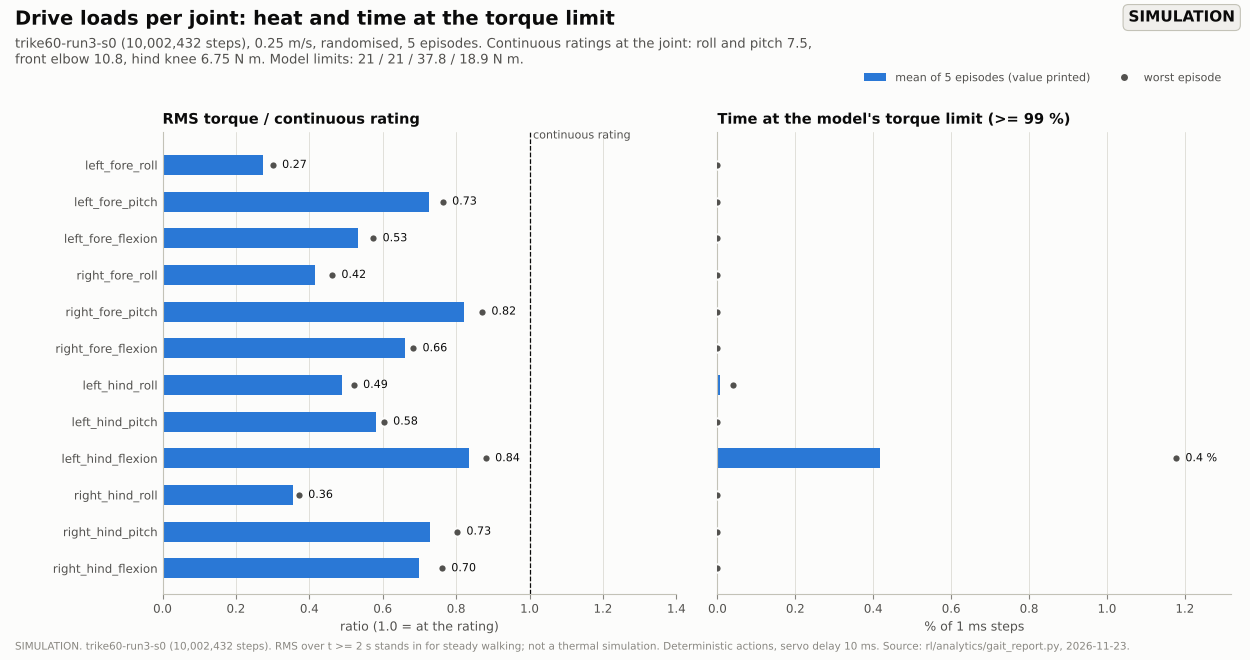 Drive loads per joint: heat and time at the torque limit
SIMULATION
trike60-run3-s0 (10,002,432 steps), 0.25 m/s, randomised, 5 episodes. Continuous ratings at the joint: roll and pitch 7.5,
front elbow 10.8, hind knee 6.75 N m. Model limits: 21 / 21 / 37.8 / 18.9 N m.
mean of 5 episodes (value printed)
worst episode
RMS torque / continuous rating
continuous rating
left_fore_roll
0.27
left_fore_pitch
0.73
left_fore_flexion
0.53
right_fore_roll
0.42
right_fore_pitch
0.82
right_fore_flexion
0.66
left_hind_roll
0.49
left_hind_pitch
0.58
left_hind_flexion
0.84
right_hind_roll
0.36
right_hind_pitch
0.73
right_hind_flexion
0.70
0.0 0.2 0.4 0.6 0.8 1.0 1.2 1.4
ratio (1.0 = at the rating)
Time at the model's torque limit (>= 99 %)
0.4 %
0.0 0.2 0.4 0.6 0.8 1.0 1.2
% of 1 ms steps
SIMULATION. trike60-run3-s0 (10,002,432 steps). RMS over t >= 2 s stands in for steady walking; not a thermal simulation. Deterministic actions, servo delay 10 ms. Source: rl/analytics/gait_report.py, 2026-11-23.